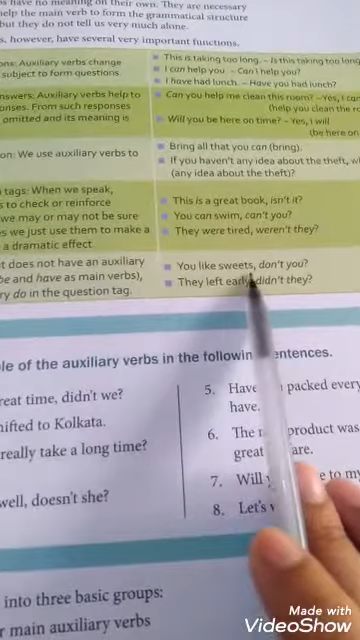 s have no meaning on their own. They are necessary
help the main verb to form the grammatical structure
but they do not tell us very much alone.
s, however, have several very important functions.
ons: Auxiliary verbs change
subject to form questions.
This is taking too long. – Is this taking too long
I can help you. – Can I help you?
I have had lunch. – Have you had lunch?
nswers: Auxiliary verbs help to
onses. From such responses
omitted and its meaning is
Can you help me clean this room? – Yes, I can
(help you clean the ro
Will you be here on time? – Yes, I will
(be here on
on: We use auxiliary verbs to
Bring all that you can (bring).
If you haven't any idea about the theft, w
(any idea about the theft)?
tags: When we speak,
s to check or reinforce
we may or may not be sure
es we just use them to make a
a dramatic effect
This is a great book, isn't it?
You can swim, can't you?
They were tired, weren't they?
t does not have an auxiliary
be and have as main verbs),
ry do in the question tag.
You like sweets, don't you?
They left early, didn't they?
le of the auxiliary verbs in the followin entences.
reat time, didn't we?
hifted to Kolkata.
really take a long time?
well, doesn't she?
5. Have packed every
have.
6. The product was
great are.
7. Will e to my
8. Let's
into three basic groups:
r main auxiliary verbs
Made with
VideoShow